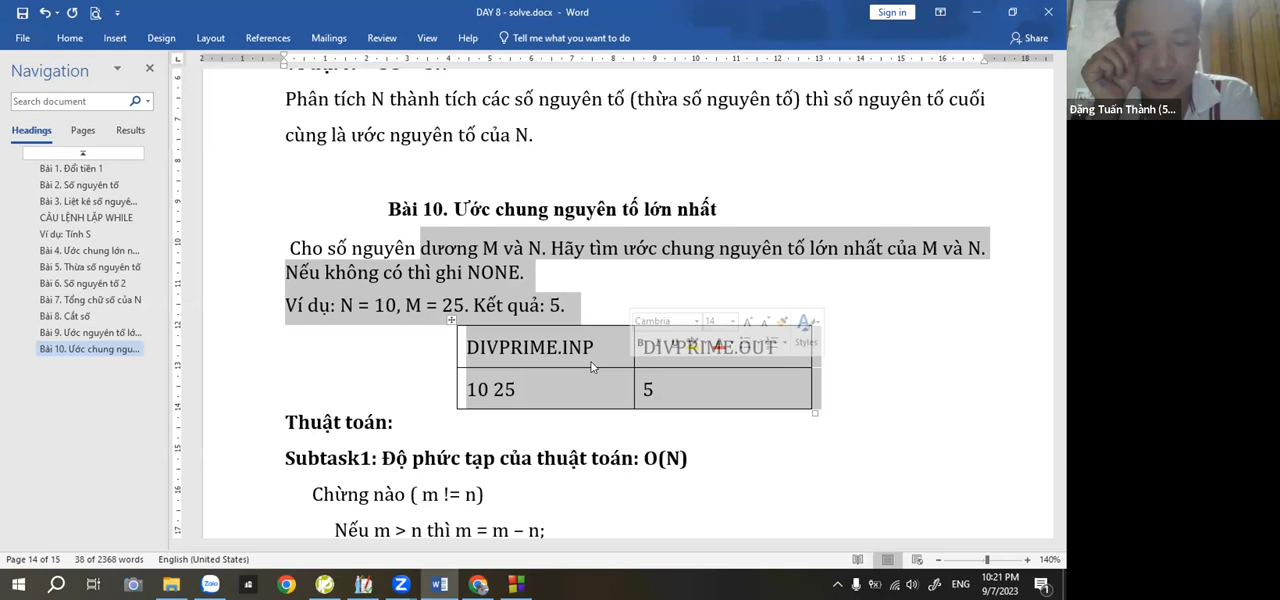 DAY 8 - solve.docx - Word
Sign in
File Home Insert Design Layout References Mailings Review View Help Tell me what you want to do Share
Navigation
Search document
Headings Pages Results
Bài 1. Đổi tiền 1
Bài 2. Số nguyên tố
Bài 3. Liệt kê số nguyê...
CÂU LỆNH LẶP WHILE
Ví dụ: Tính S
Bài 4. Ước chung lớn n...
Bài 5. Thừa số nguyên tố
Bài 6. Số nguyên tố 2
Bài 7. Tổng chữ số của N
Bài 8. Cắt số
Bài 9. Ước nguyên tố lớ...
Bài 10. Ước chung ngu...
Phân tích N thành tích các số nguyên tố (thừa số nguyên tố) thì số nguyên tố cuối
cùng là ước nguyên tố của N.
Bài 10. Ước chung nguyên tố lớn nhất
Cho số nguyên dương M và N. Hãy tìm ước chung nguyên tố lớn nhất của M và N.
Nếu không có thì ghi NONE.
Ví dụ: N = 10, M = 25. Kết quả: 5.
Cambria 14
Styles
DIVPRIME.INP DIVPRIME.OUT
10 25 5
Thuật toán:
Subtask1: Độ phức tạp của thuật toán: O(N)
Chừng nào ( m != n)
Nếu m > n thì m = m – n;
Đặng Tuấn Thành (5...
Page 14 of 15 38 of 2368 words English (United States) 140%
ENG
10:21 PM
9/7/2023